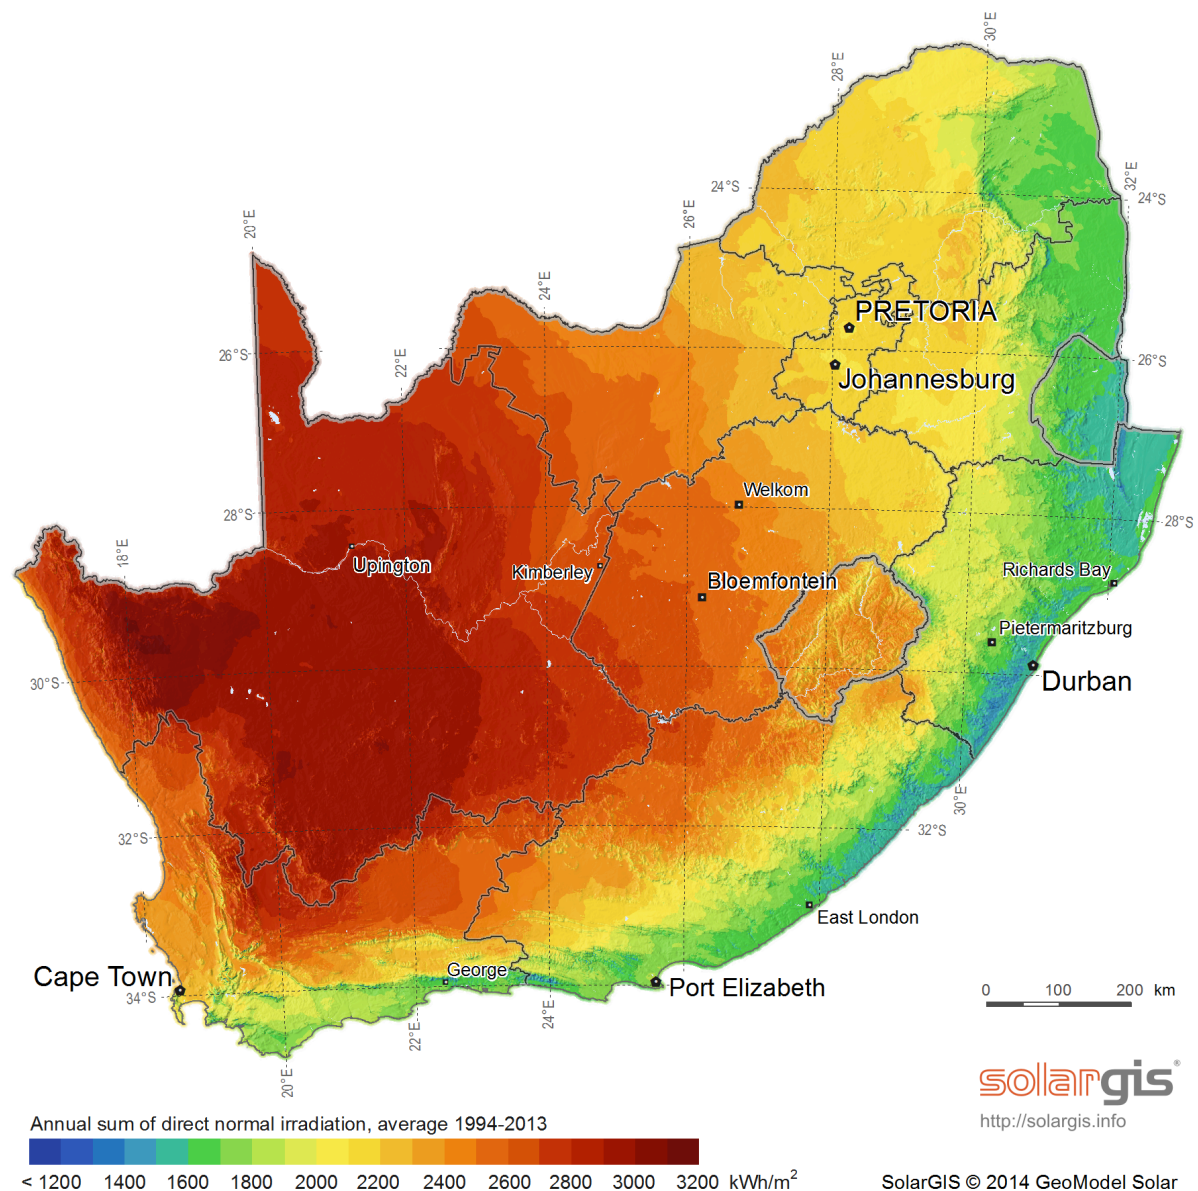 30°E
28°E
32°E
24°S
24°S
20°E
26°E
24°E
PRETORIA
26°S
22°E
26°S
Johannesburg
Welkom
28°S
28°S
18°E
Upington
Kimberley
Bloemfontein
Richards Bay
Pietermaritzburg
30°S
Durban
30°E
32°S
32°S
East London
Cape Town
George
Port Elizabeth
34°S
0 100 200 km
24°E
22°E
20°E
solargis®
http://solargis.info
Annual sum of direct normal irradiation, average 1994-2013
< 1200 1400 1600 1800 2000 2200 2400 2600 2800 3000 3200 kWh/m²
SolarGIS © 2014 GeoModel Solar